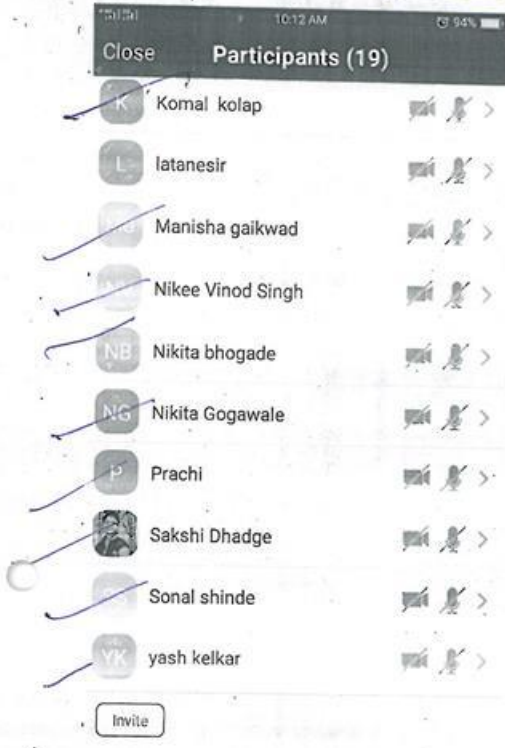 10:12 AM 94%
Close Participants (19)
K Komal kolap
L latanesir
Manisha gaikwad
Nikee Vinod Singh
NB Nikita bhogade
NG Nikita Gogawale
P Prachi
Sakshi Dhadge
Sonal shinde
YK yash kelkar
Invite